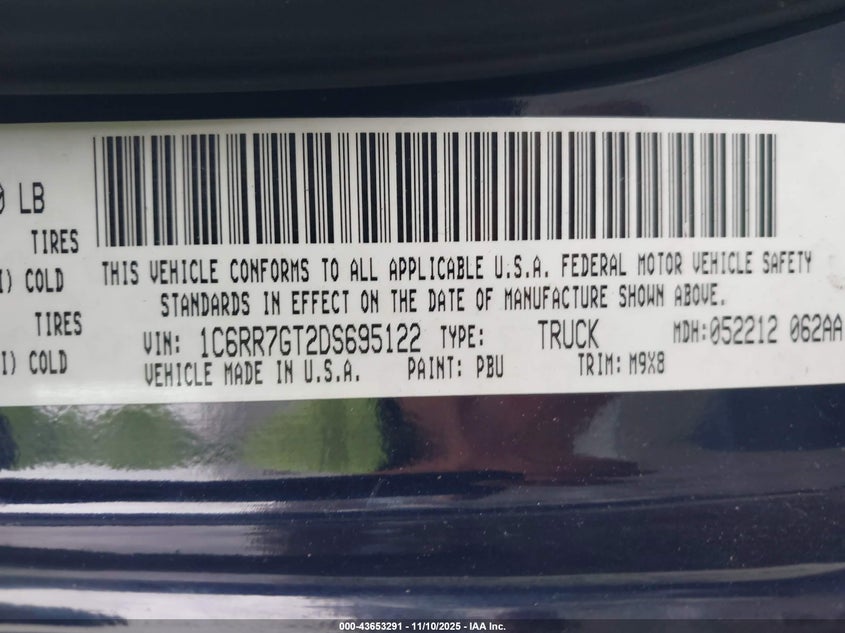 0 LB
TIRES
I) COLD
TIRES
I) COLD
THIS VEHICLE CONFORMS TO ALL APPLICABLE U.S.A. FEDERAL MOTOR VEHICLE SAFETY
STANDARDS IN EFFECT ON THE DATE OF MANUFACTURE SHOWN ABOVE.
VIN: 1C6RR7GT2DS695122 TYPE: TRUCK MDH:052212 062AA
VEHICLE MADE IN U.S.A. PAINT: PBU TRIM: M9X8
000-43653291 - 11/10/2025 - IAA Inc.